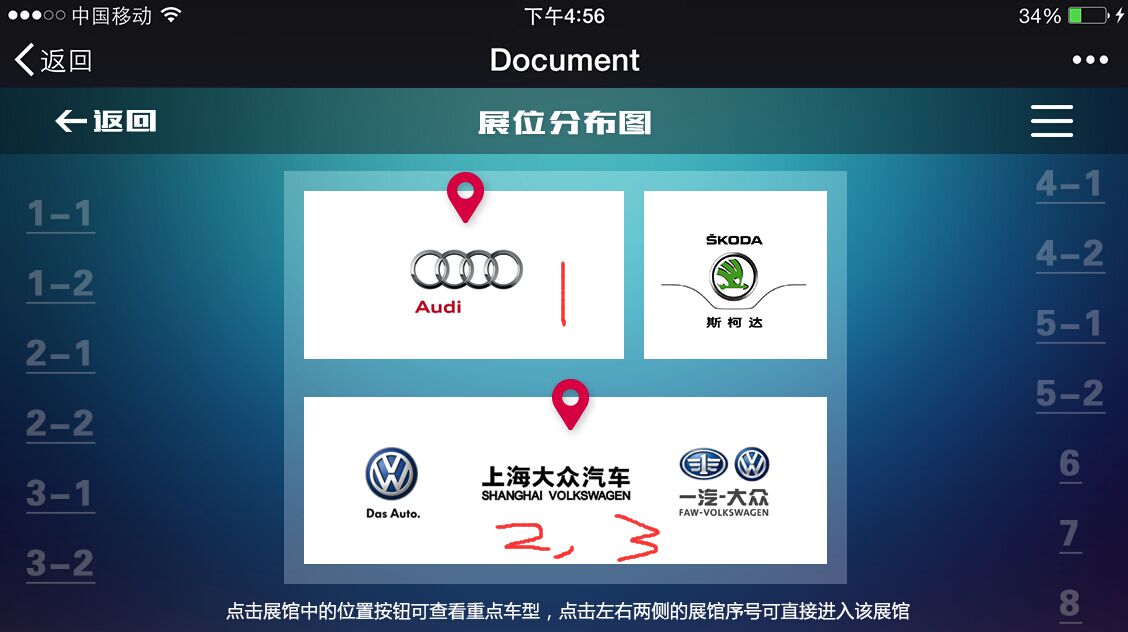 中国移动 下午4:56 34%
返回 Document
返回 展位分布图
1-1
1-2
2-1
2-2
3-1
3-2
Audi 1
ŠKODA
斯柯达
Das Auto.
上海大众汽车
SHANGHAI VOLKSWAGEN
一汽-大众
FAW-VOLKSWAGEN
2, 3
4-1
4-2
5-1
5-2
6
7
8
点击展馆中的位置按钮可查看重点车型，点击左右两侧的展馆序号可直接进入该展馆